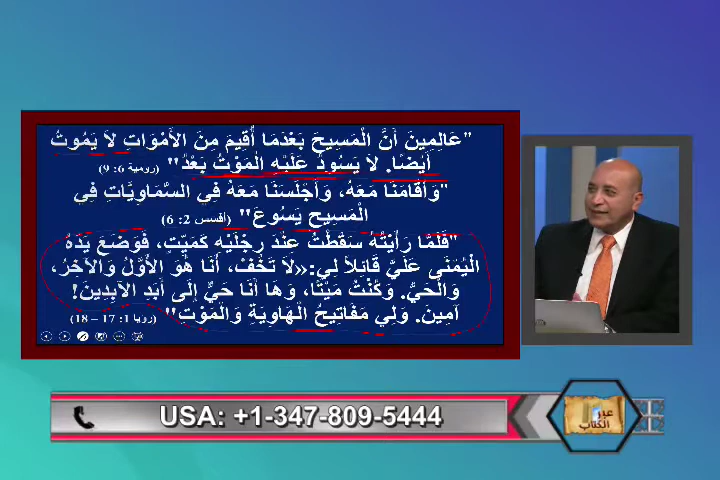 "عَالِمِينَ أَنَّ الْمَسِيحَ بَعْدَمَا أُقِيمَ مِنَ الأَمْوَاتِ لاَ يَمُوتُ
أَيْضًا. لاَ يَسُودُ عَلَيْهِ الْمَوْتُ بَعْدُ" (رومية 6: 9)
"وَأَقَامَنَا مَعَهُ، وَأَجْلَسَنَا مَعَهُ فِي السَّمَاوِيَّاتِ فِي
الْمَسِيحِ يَسُوعَ" (أفسس 2: 6)
"فَلَمَّا رَأَيْتُهُ سَقَطْتُ عِنْدَ رِجْلَيْهِ كَمَيِّتٍ، فَوَضَعَ يَدَهُ
الْيُمْنَى عَلَيَّ قَائِلاً لِي:«لاَ تَخَفْ، أَنَا هُوَ الأَوَّلُ وَالآخِرُ،
وَالْحَيُّ. وَكُنْتُ مَيْتًا، وَهَا أَنَا حَيٌّ إِلَى أَبَدِ الآبِدِينَ!
آمِينَ. وَلِي مَفَاتِيحُ الْهَاوِيَةِ وَالْمَوْتِ" (رؤيا 1: 17 – 18)
USA: +1-347-809-5444
عبر
الكتاب